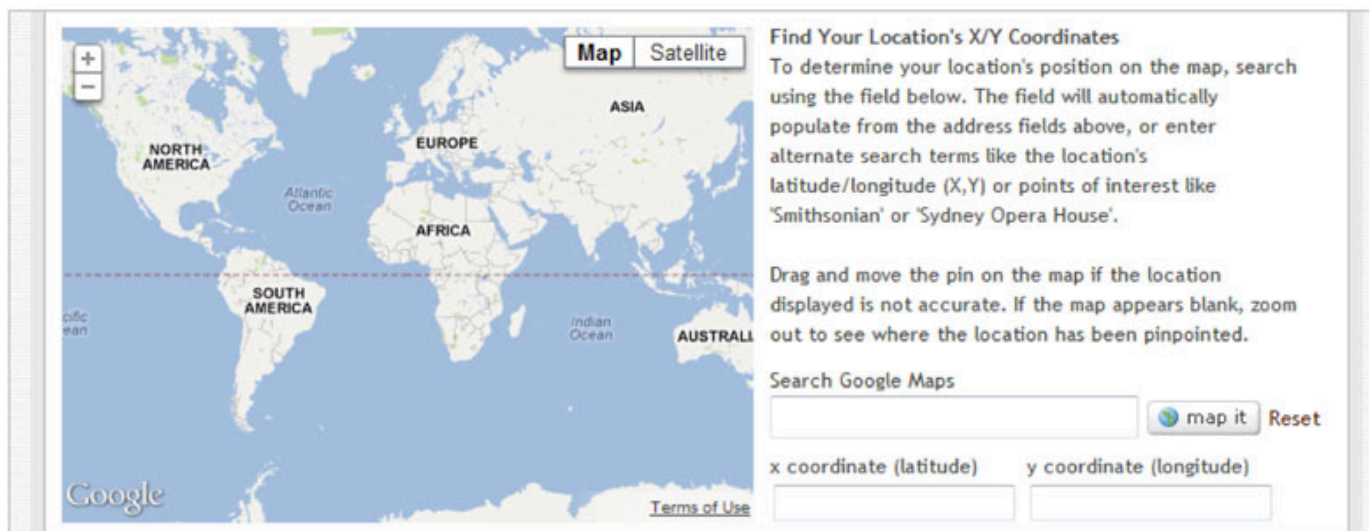 +
−
Map Satellite
NORTH
AMERICA
EUROPE
ASIA
Atlantic
Ocean
AFRICA
SOUTH
AMERICA
cific
ean
Indian
Ocean
AUSTRALI
Google
Terms of Use
Find Your Location's X/Y Coordinates
To determine your location's position on the map, search
using the field below. The field will automatically
populate from the address fields above, or enter
alternate search terms like the location's
latitude/longitude (X,Y) or points of interest like
'Smithsonian' or 'Sydney Opera House'.
Drag and move the pin on the map if the location
displayed is not accurate. If the map appears blank, zoom
out to see where the location has been pinpointed.
Search Google Maps
map it Reset
x coordinate (latitude) y coordinate (longitude)